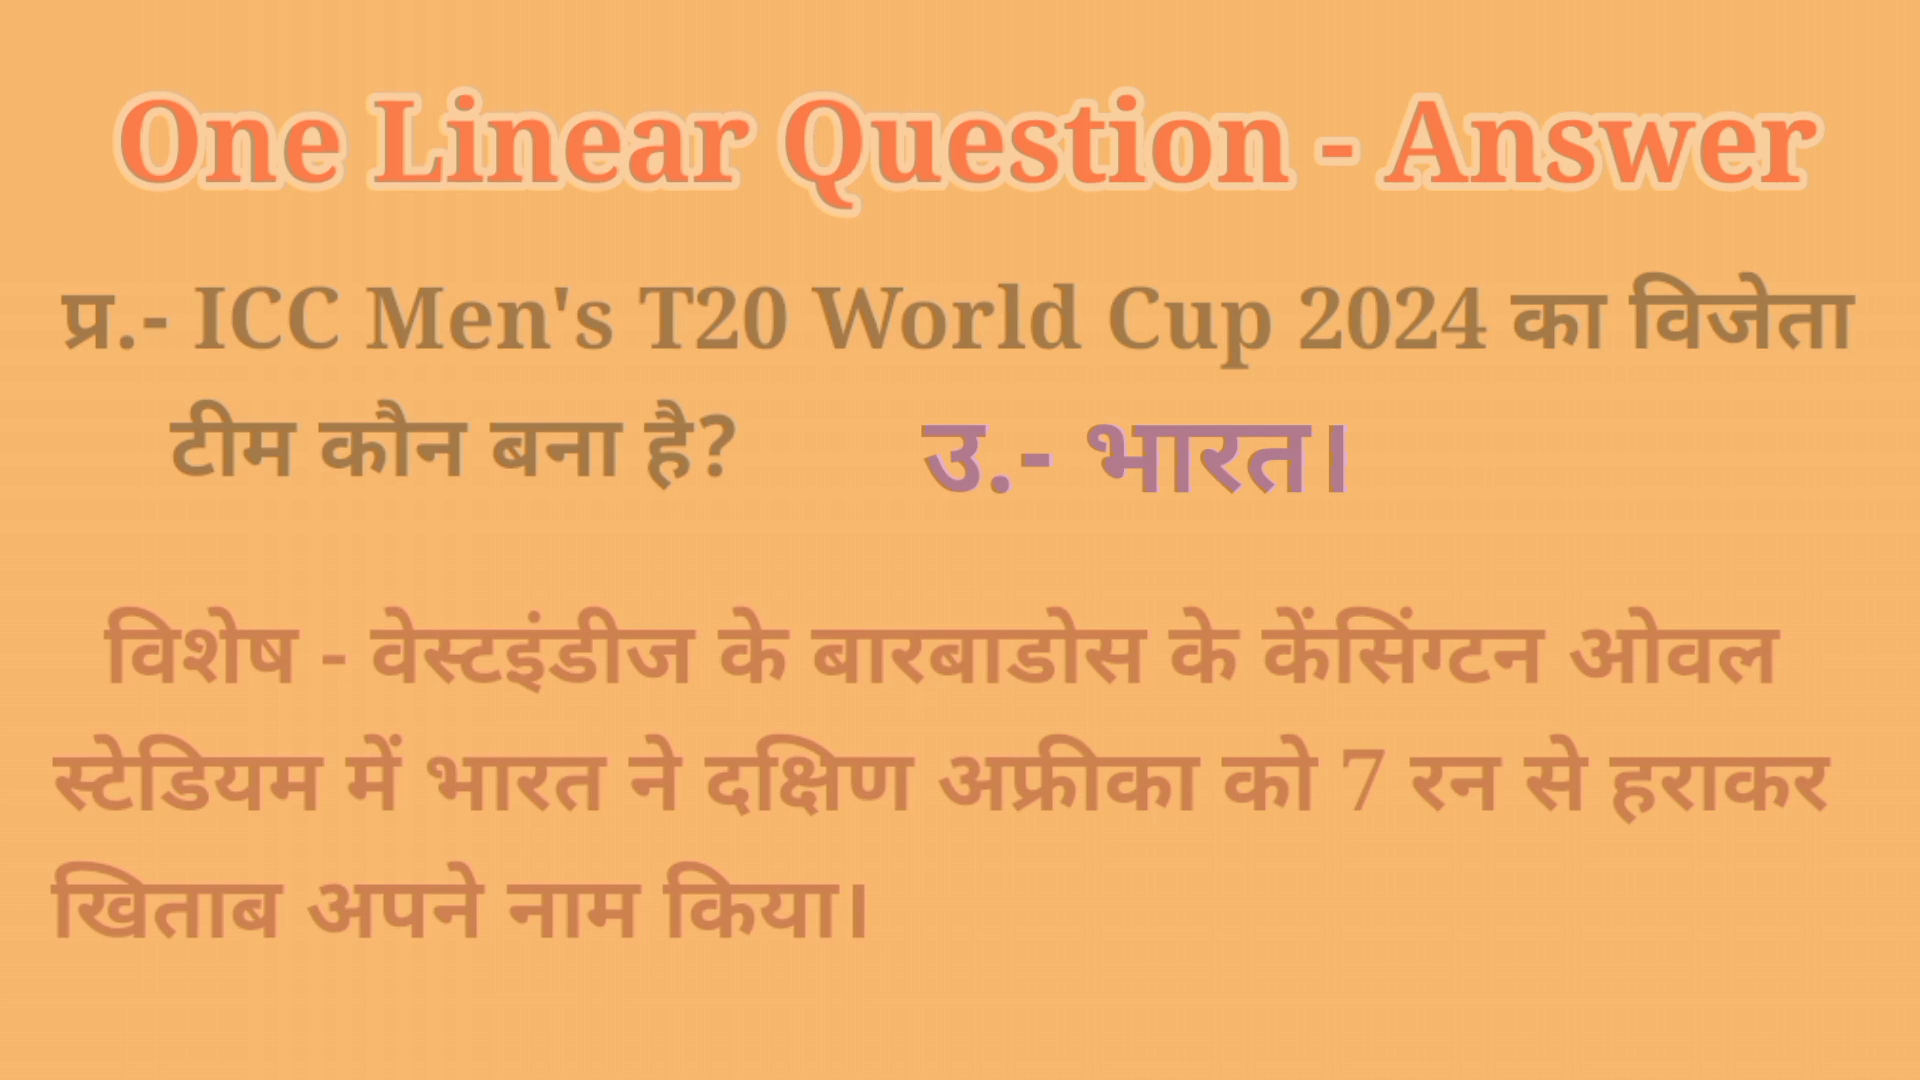 One Linear Question - Answer
प्र.- ICC Men's T20 World Cup 2024 का विजेता
टीम कौन बना है? उ.- भारत।
विशेष - वेस्टइंडीज के बारबाडोस के केंसिंग्टन ओवल
स्टेडियम में भारत ने दक्षिण अफ्रीका को 7 रन से हराकर
खिताब अपने नाम किया।